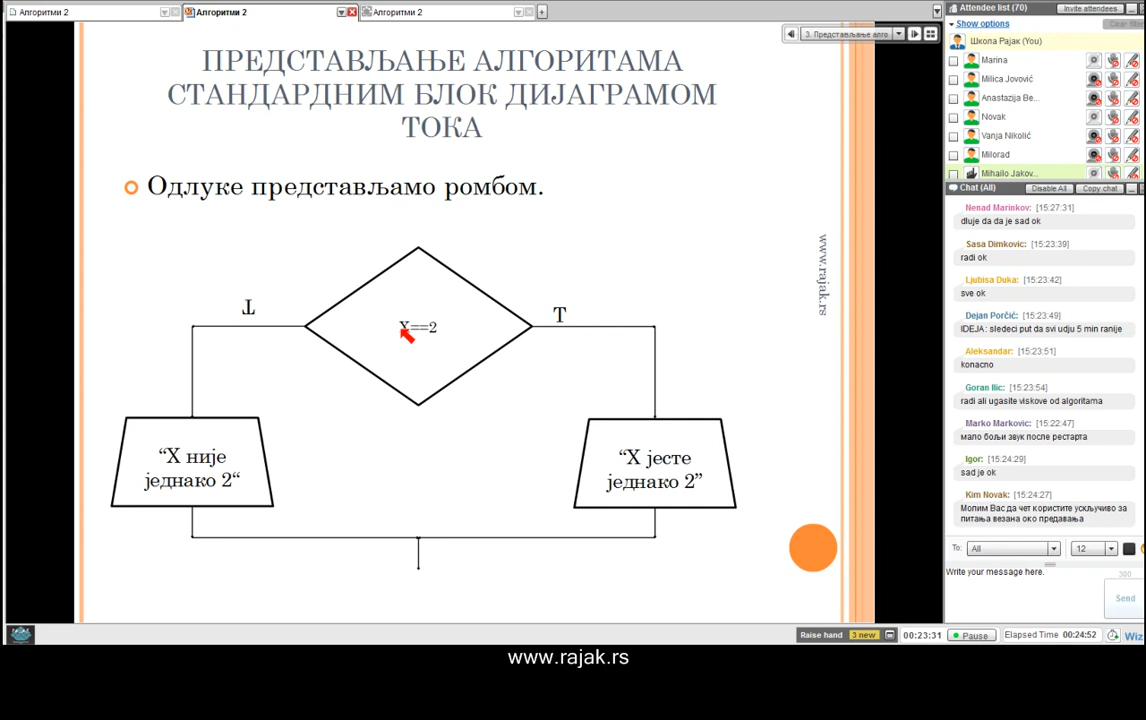 Алгоритми 2
Алгоритми 2
Алгоритми 2
3. Представљање алго
ПРЕДСТАВЉАЊЕ АЛГОРИТАМА
СТАНДАРДНИМ БЛОК ДИЈАГРАМОМ
ТОКА
Одлуке представљамо ромбом.
www.rajak.rs
T
X==2
T
“X није
једнако 2“
“X јесте
једнако 2”
Attendee list (70)
Invite attendees
Show options
Clear filter
Школа Рајак (You)
Marina
Milica Jovović
Anastazija Be...
Novak
Vanja Nikolić
Milorad
Mihailo Jakov...
Chat (All)
Disable All
Copy chat
Nenad Marinkov: [15:27:31]
dluje da da je sad ok
Sasa Dimkovic: [15:23:39]
radi ok
Ljubisa Duka: [15:23:42]
sve ok
Dejan Porčić: [15:23:49]
IDEJA: sledeci put da svi udju 5 min ranije
Aleksandar: [15:23:51]
konacno
Goran Ilic: [15:23:54]
radi ali ugasite viskove od algoritama
Marko Markovic: [15:22:47]
мало бољи звук после рестарта
Igor: [15:24:29]
sad je ok
Kim Novak: [15:24:27]
Молим Вас да чет користите ускључиво за
питања везана око предавања
To: All 12
Write your message here.
300
Send
Raise hand 3 new 00:23:31 Pause Elapsed Time 00:24:52 Wiz
www.rajak.rs